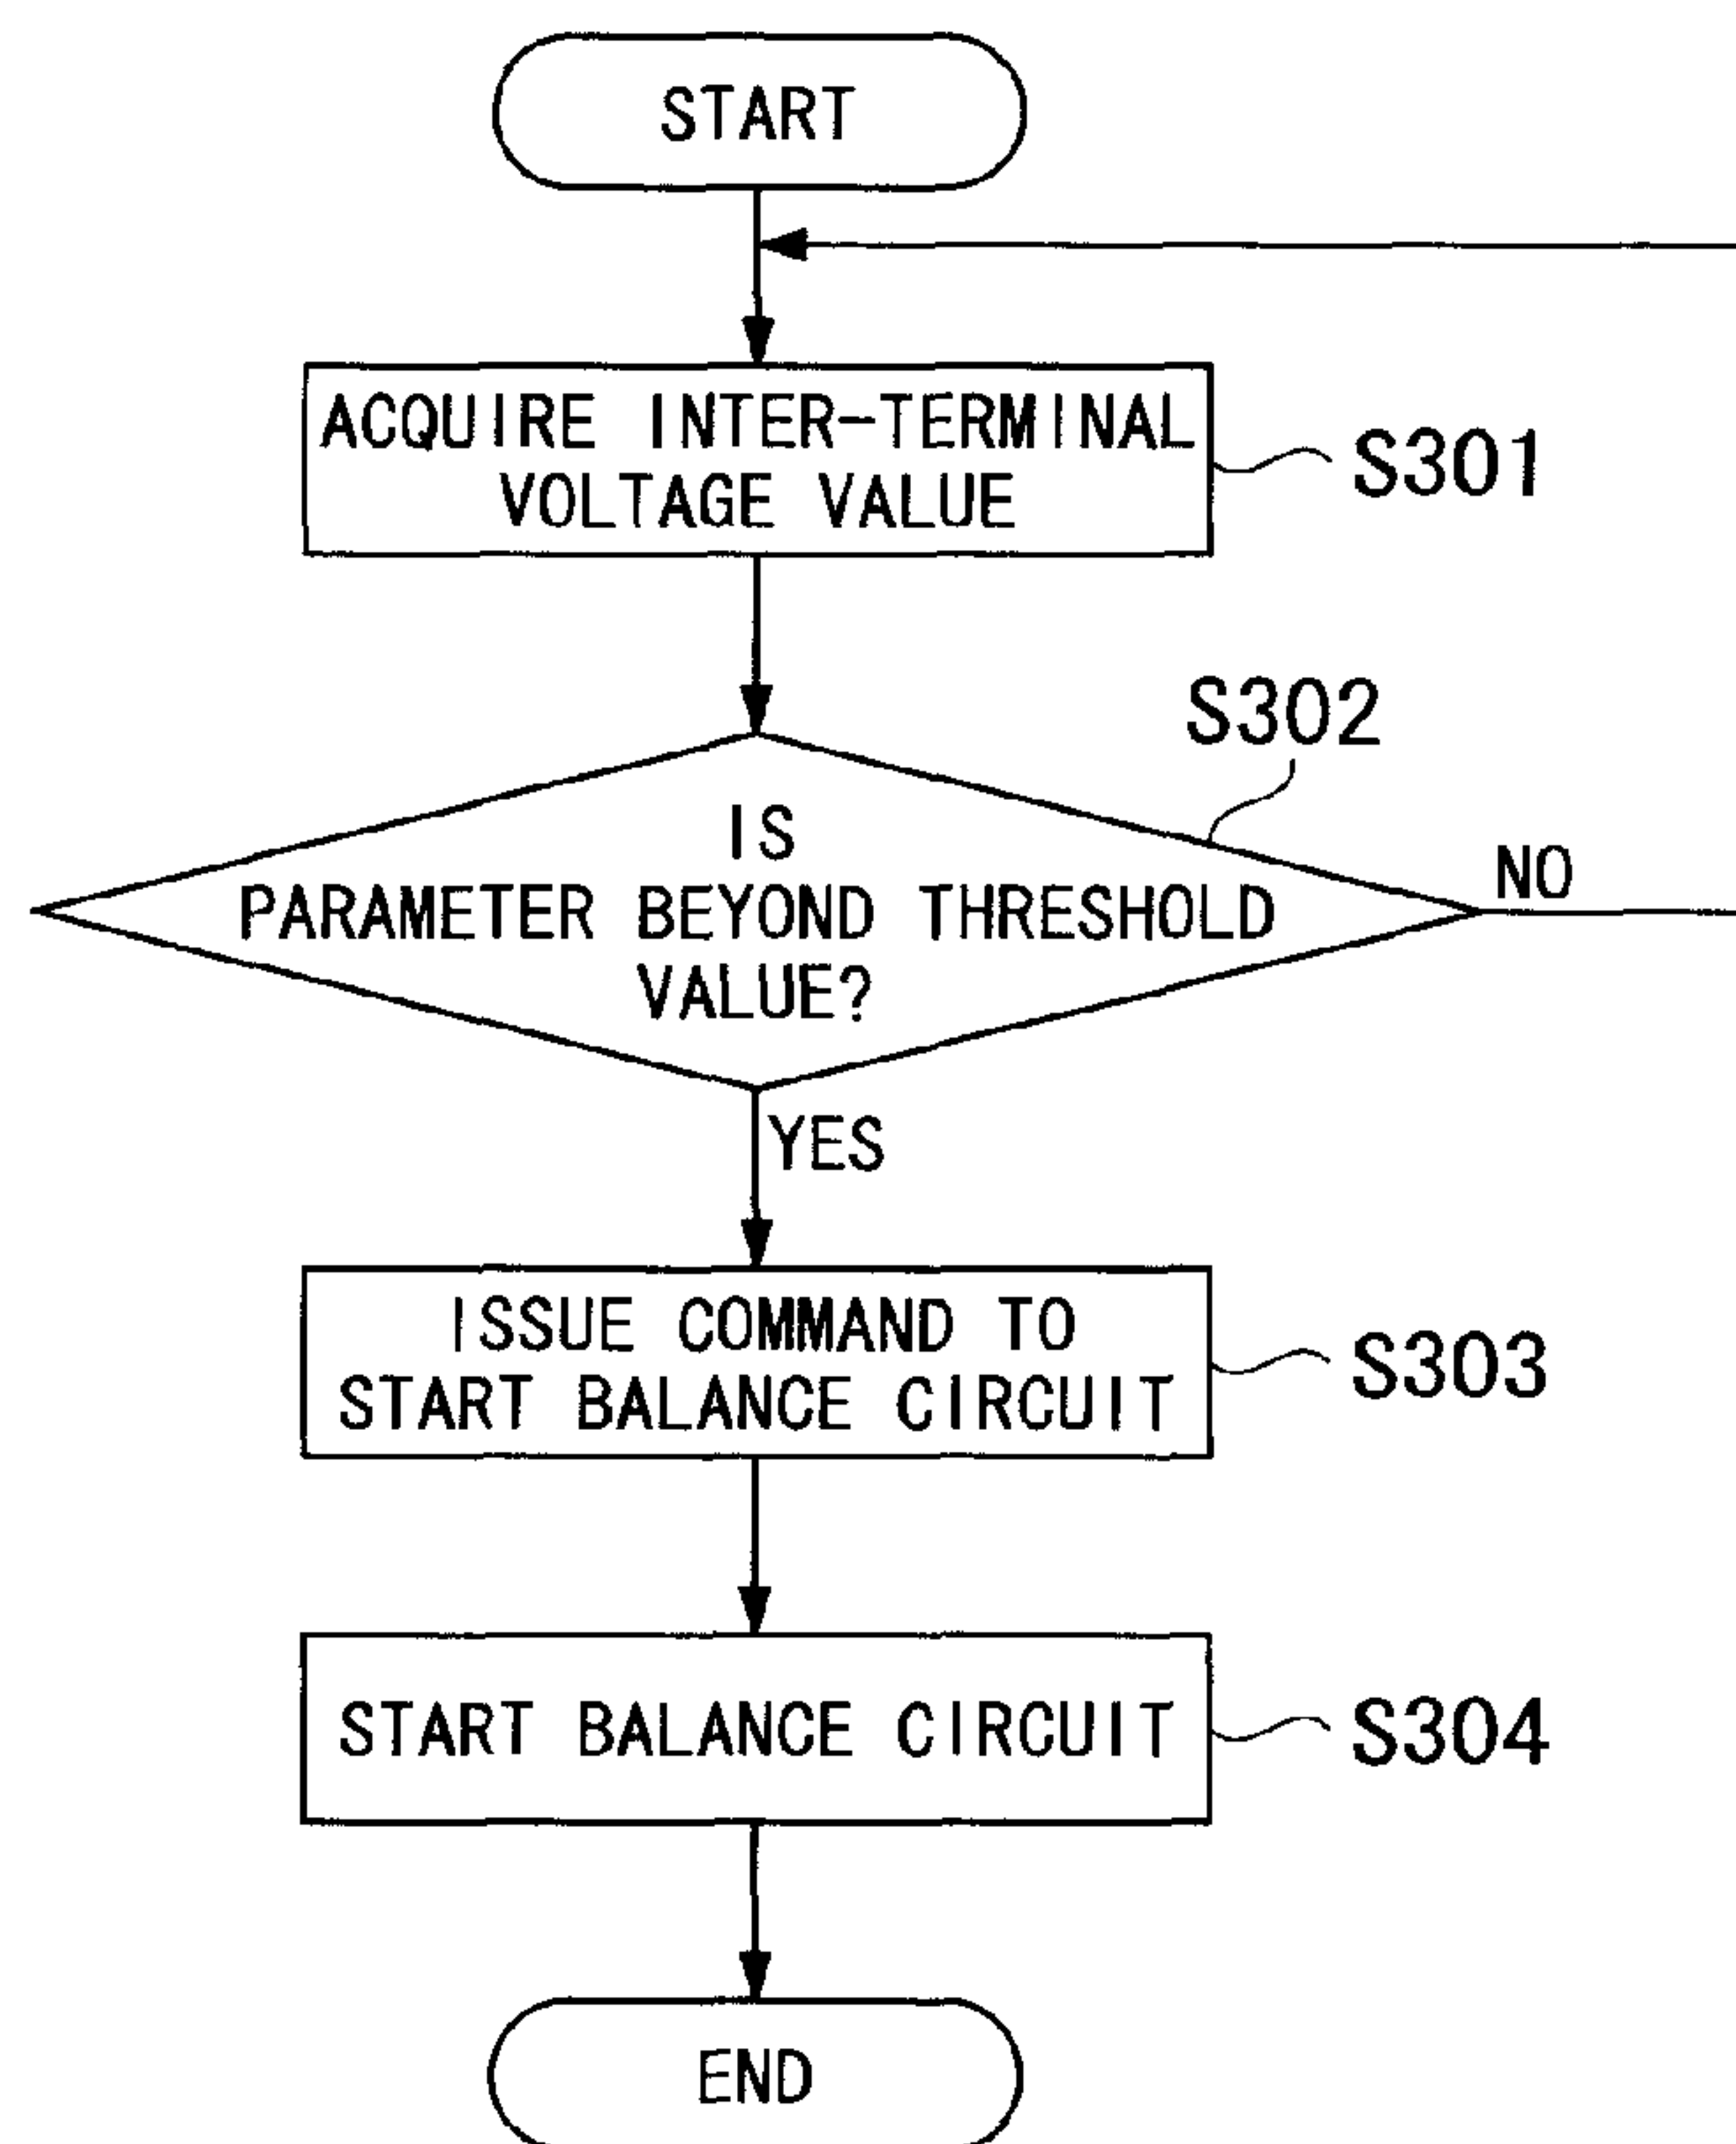 START
ACQUIRE INTER-TERMINAL
VOLTAGE VALUE
S301
S302
IS
PARAMETER BEYOND THRESHOLD
VALUE?
NO
YES
ISSUE COMMAND TO
START BALANCE CIRCUIT
S303
START BALANCE CIRCUIT
S304
END